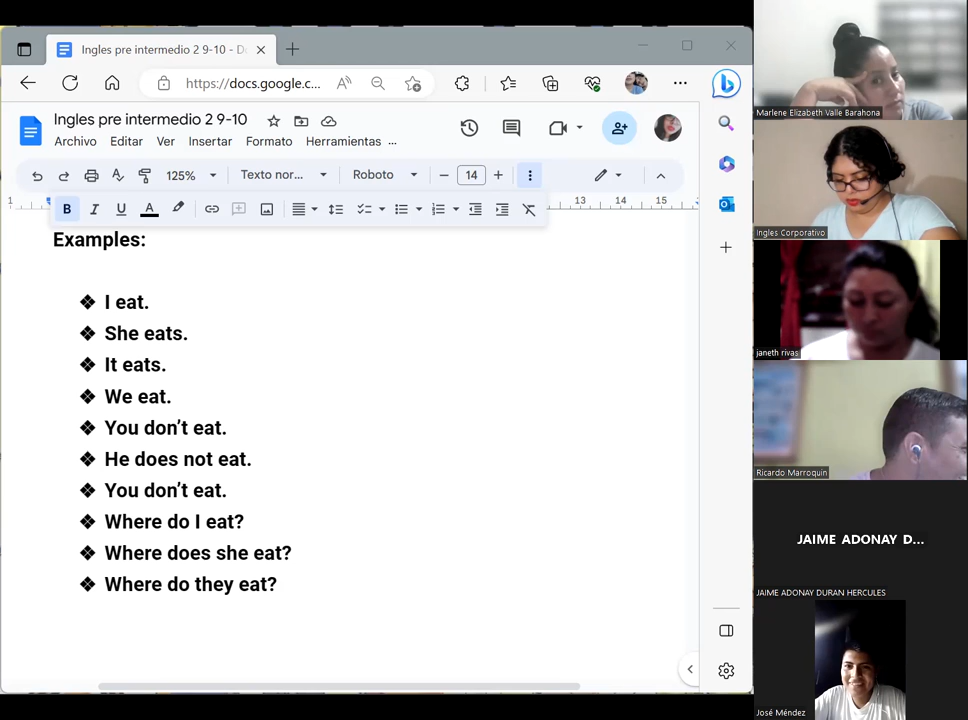 Ingles pre intermedio 2 9-10 - Do
https://docs.google.c...
Ingles pre intermedio 2 9-10
Archivo Editar Ver Insertar Formato Herramientas ...
125% Texto nor... Roboto 14
1 13 14 15
Examples:
❖ I eat.
❖ She eats.
❖ It eats.
❖ We eat.
❖ You don’t eat.
❖ He does not eat.
❖ You don’t eat.
❖ Where do I eat?
❖ Where does she eat?
❖ Where do they eat?
Marlene Elizabeth Valle Barahona
Ingles Corporativo
janeth rivas
Ricardo Marroquin
JAIME ADONAY D...
JAIME ADONAY DURAN HERCULES
José Méndez